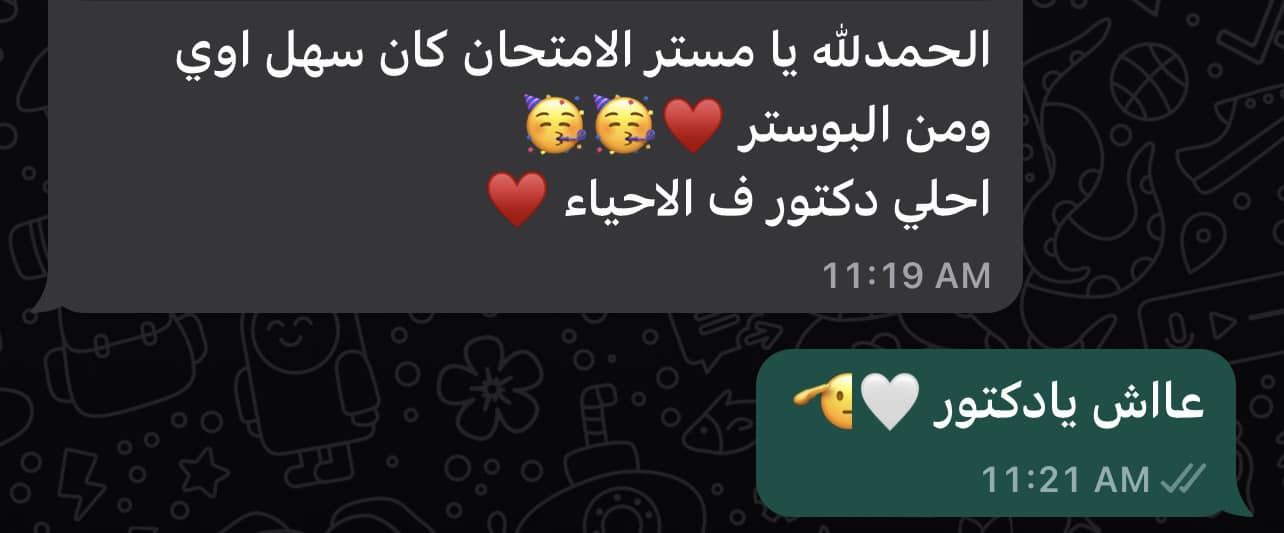 الحمدلله يا مستر الامتحان كان سهل اوي
ومن البوستر ♥️🥳🥳
احلي دكتور ف الاحياء ♥️
11:19 AM
عااش يادكتور 🤍🫡
11:21 AM